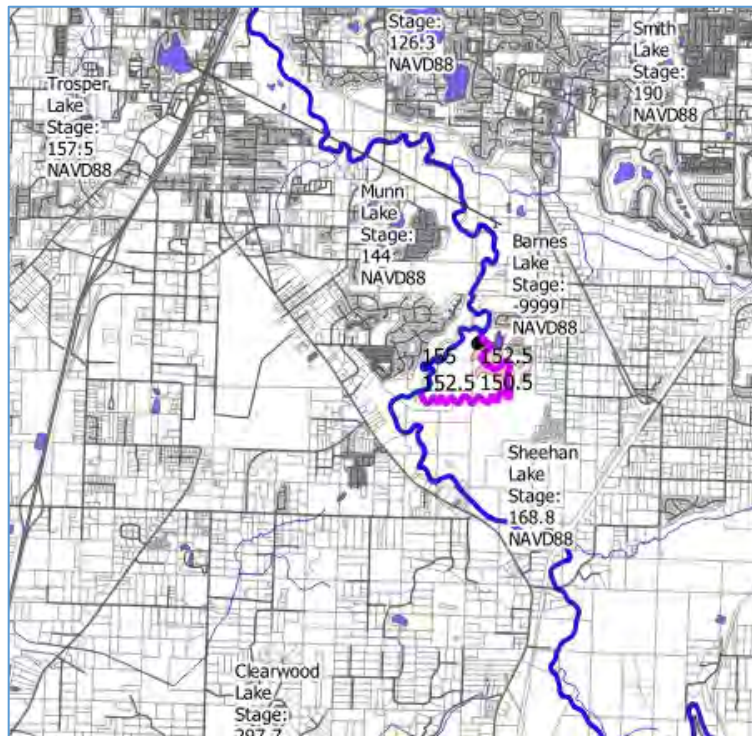 Stage:
126.3
NAVD88
Smith
Lake
Stage:
190
NAVD88
Trosper
Lake
Stage:
157.5
NAVD88
Munn
Lake
Stage:
144
NAVD88
Barnes
Lake
Stage:
-9999
NAVD88
155 152.5
152.5 150.5
Sheehan
Lake
Stage:
168.8
NAVD88
Clearwood
Lake
Stage: